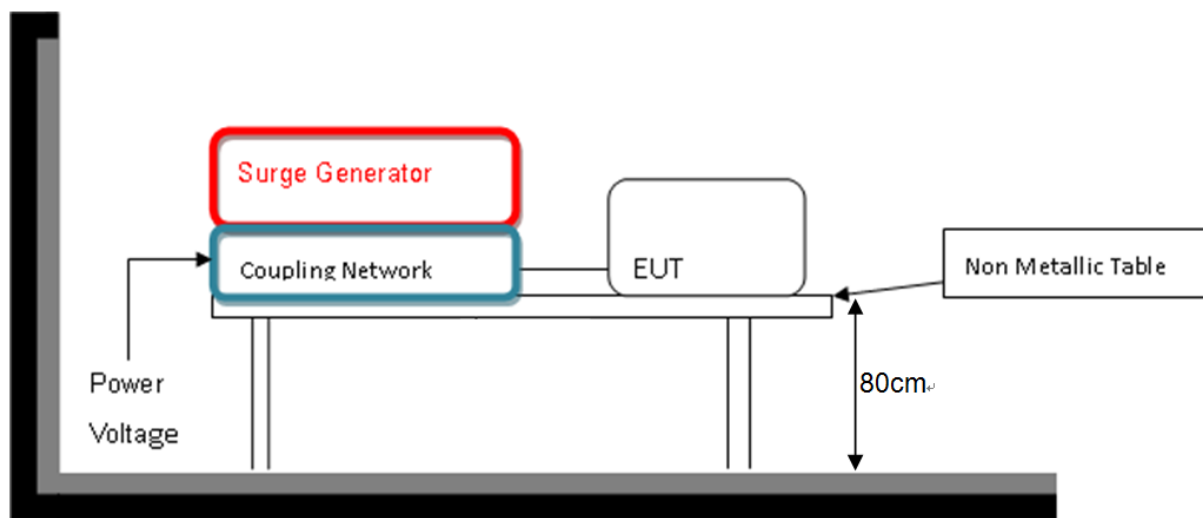 Surge Generator
Coupling Network
EUT
Non Metallic Table
80cm
Power
Voltage